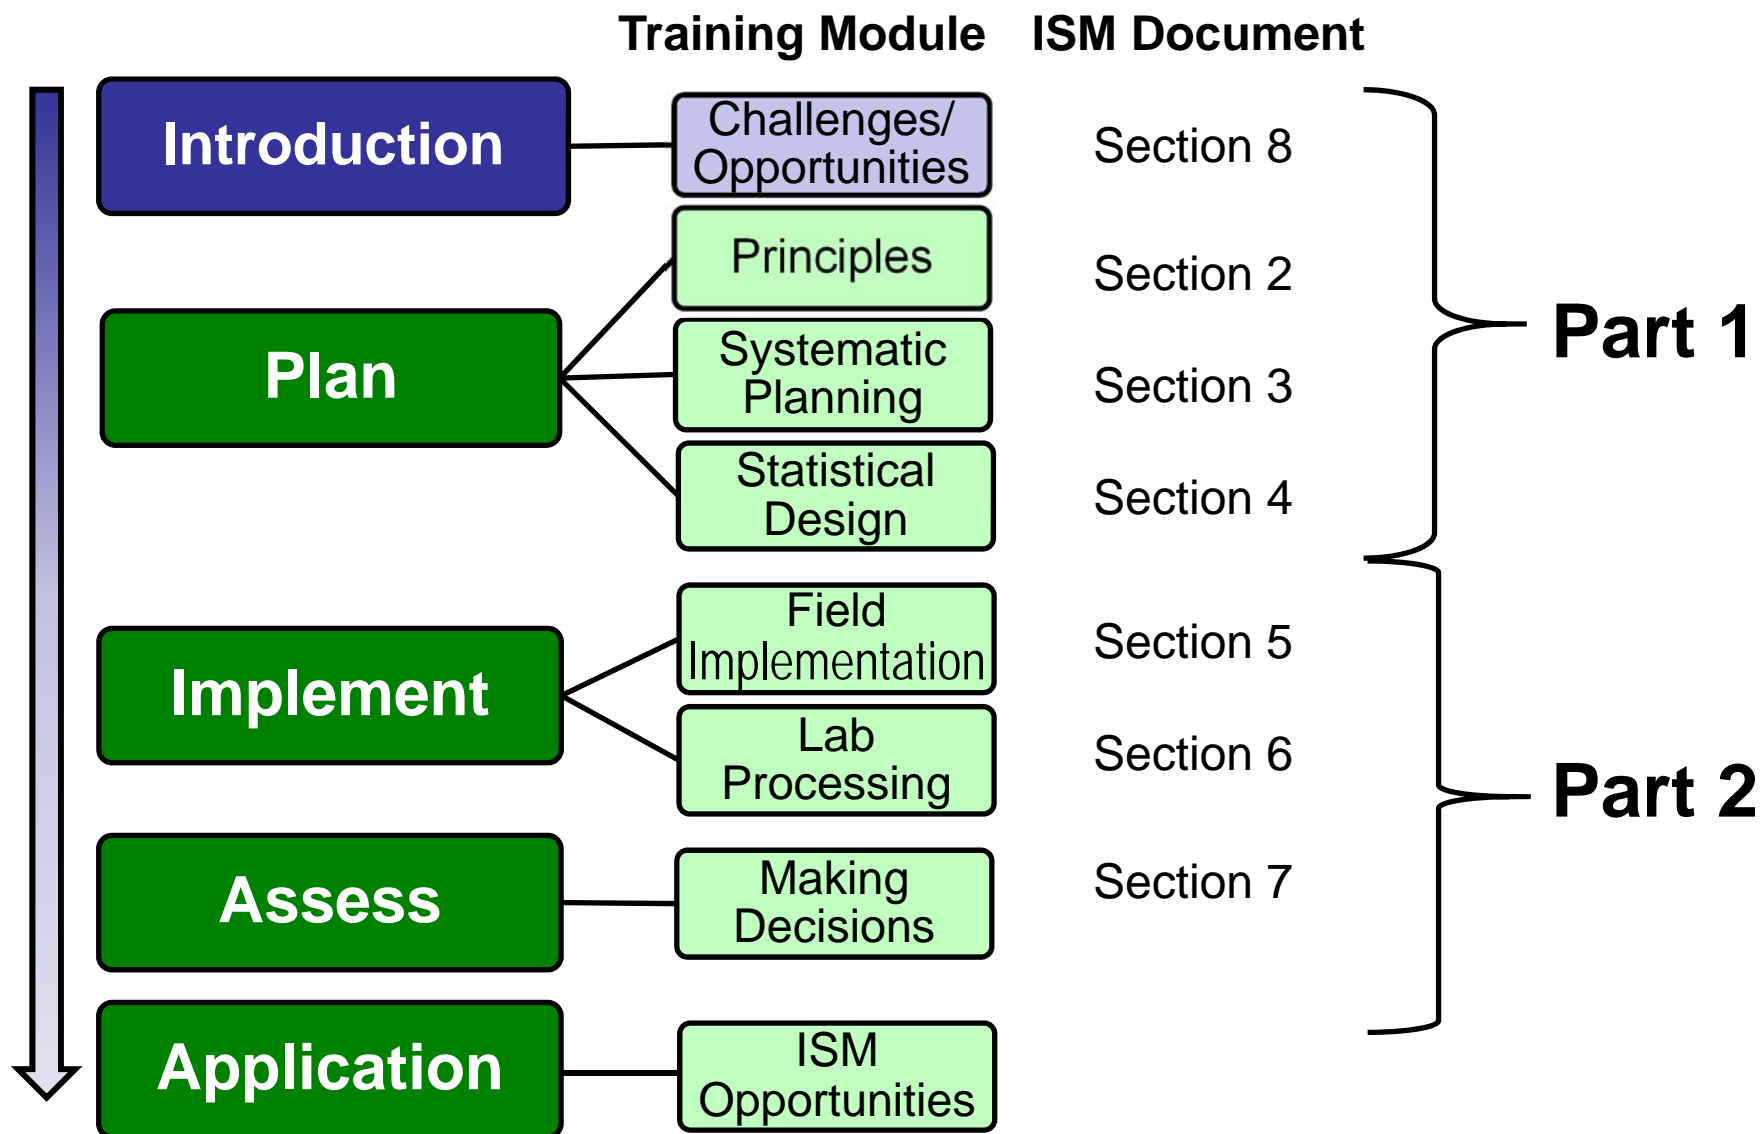 Training Module ISM Document
Introduction
Challenges/
Opportunities
Section 8
Plan
Principles
Section 2
Systematic
Planning
Section 3
Statistical
Design
Section 4
Part 1
Implement
Field
Implementation
Section 5
Lab
Processing
Section 6
Part 2
Assess
Making
Decisions
Section 7
Application
ISM
Opportunities